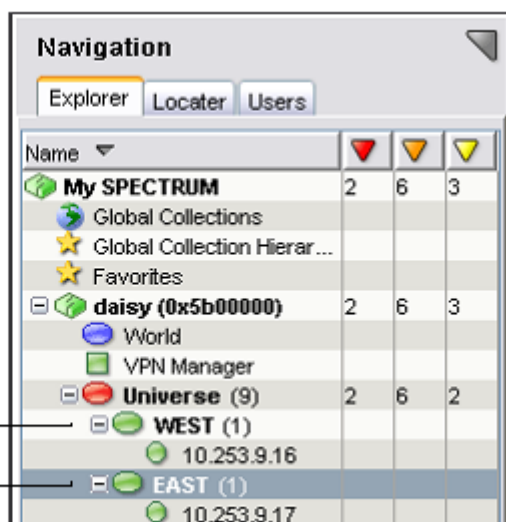 Navigation
Explorer Locater Users
Name
My SPECTRUM 2 6 3
Global Collections
Global Collection Hierar...
Favorites
daisy (0x5b00000) 2 6 3
World
VPN Manager
Universe (9) 2 6 2
WEST (1)
10.253.9.16
EAST (1)
10.253.9.17